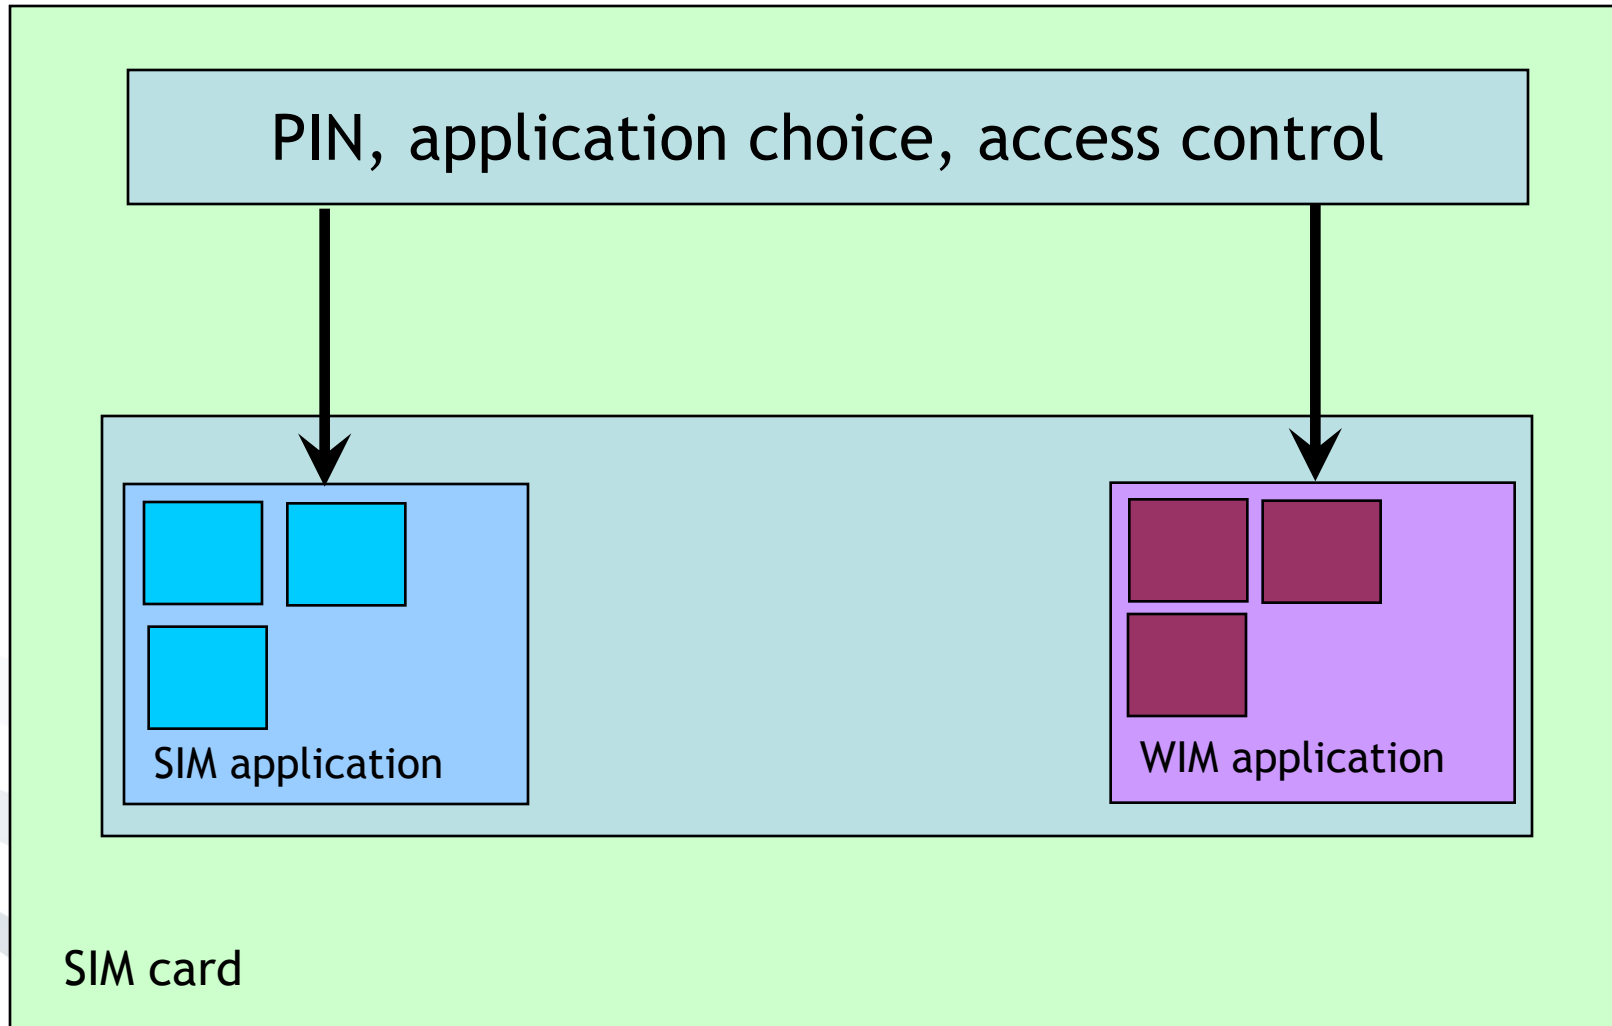 PIN, application choice, access control
SIM application
WIM application
SIM card